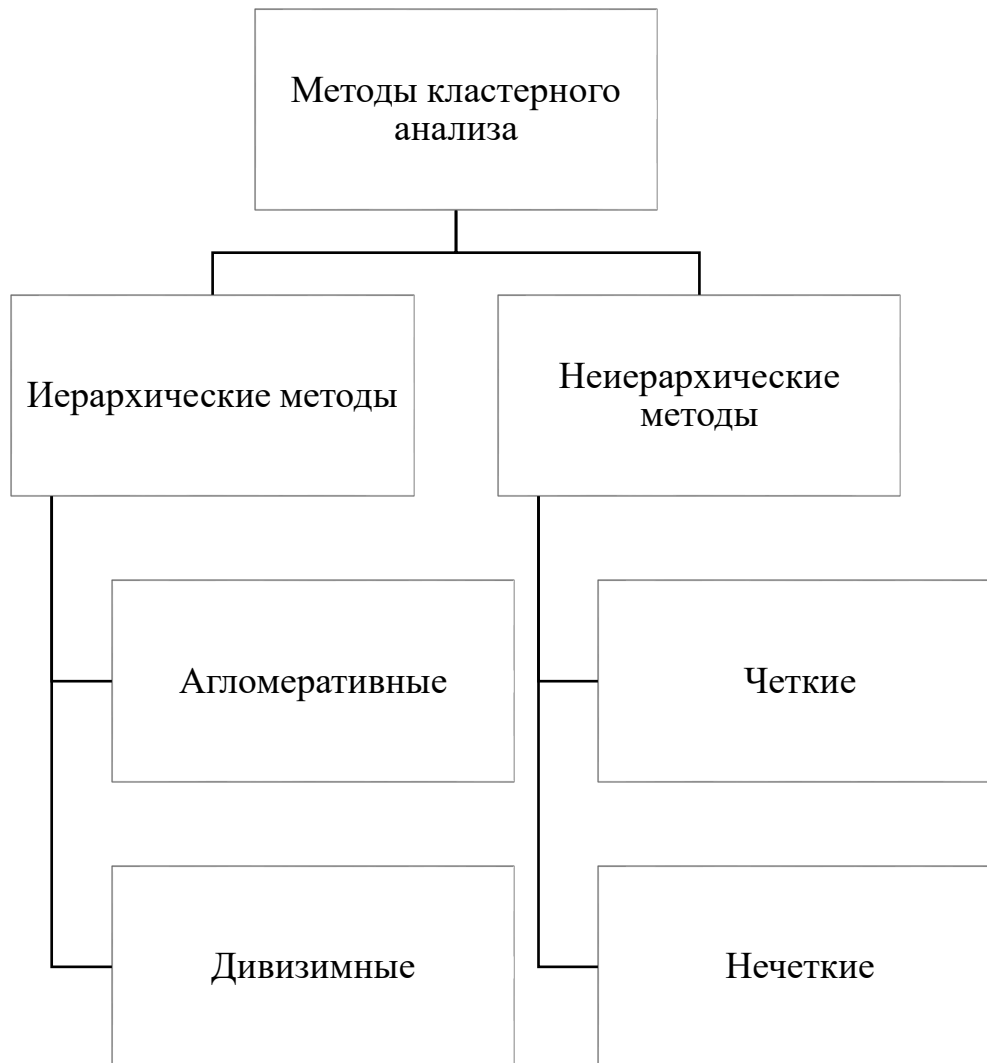 Методы кластерного
анализа
Иерархические методы
Неиерархические
методы
Агломеративные
Четкие
Дивизимные
Нечеткие